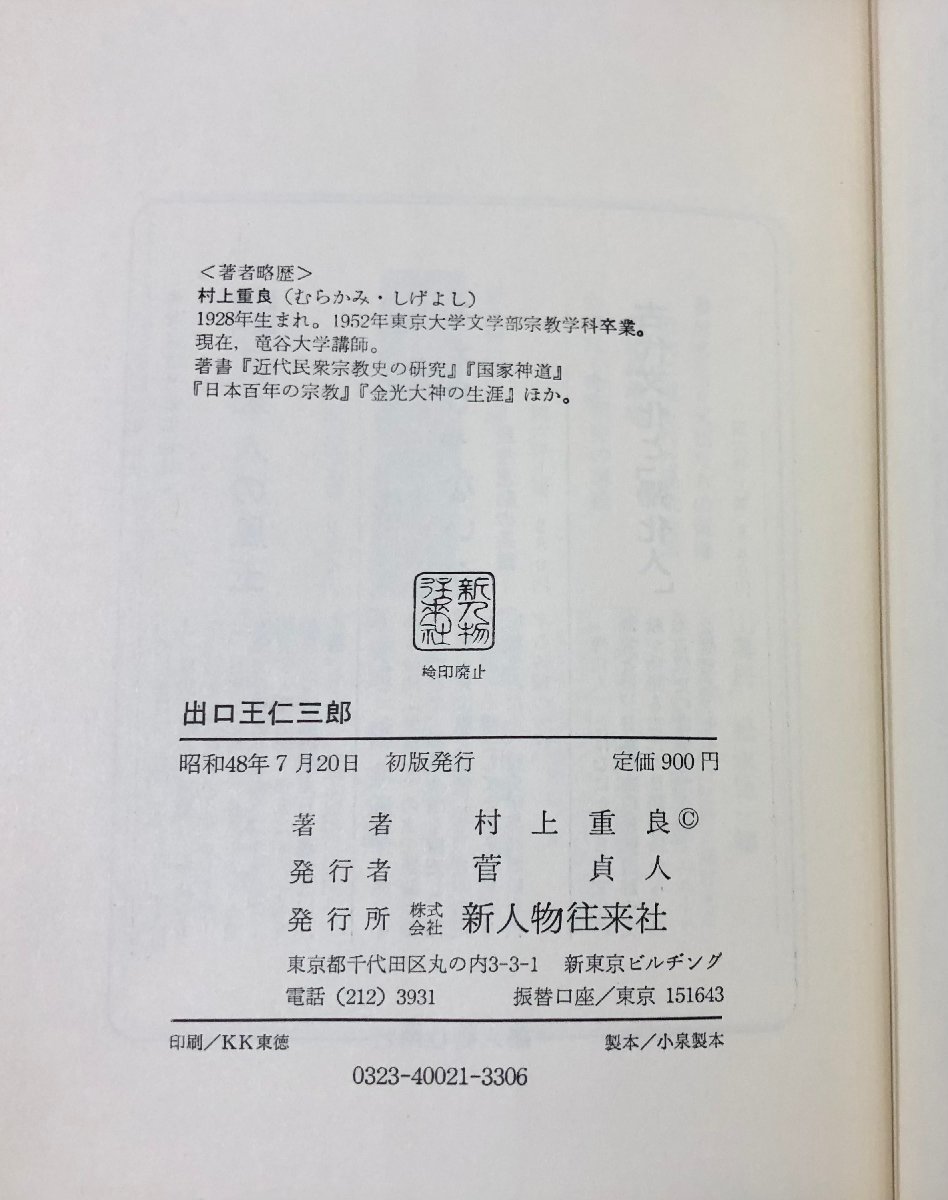 ＜著者略歴＞
村上重良（むらかみ・しげよし）
1928年生まれ。1952年東京大学文学部宗教学科卒業。
現在，竜谷大学講師。
著書『近代民衆宗教史の研究』『国家神道』
『日本百年の宗教』『金光大神の生涯』ほか。
新人物
往来社
検印廃止
出口王仁三郎
昭和48年7月20日　初版発行　定価900円
著者　村上重良©
発行者　菅貞人
発行所　株式会社　新人物往来社
東京都千代田区丸の内3-3-1　新東京ビルヂング
電話（212）3931　振替口座／東京 151643
印刷／KK東徳　製本／小泉製本
0323-40021-3306